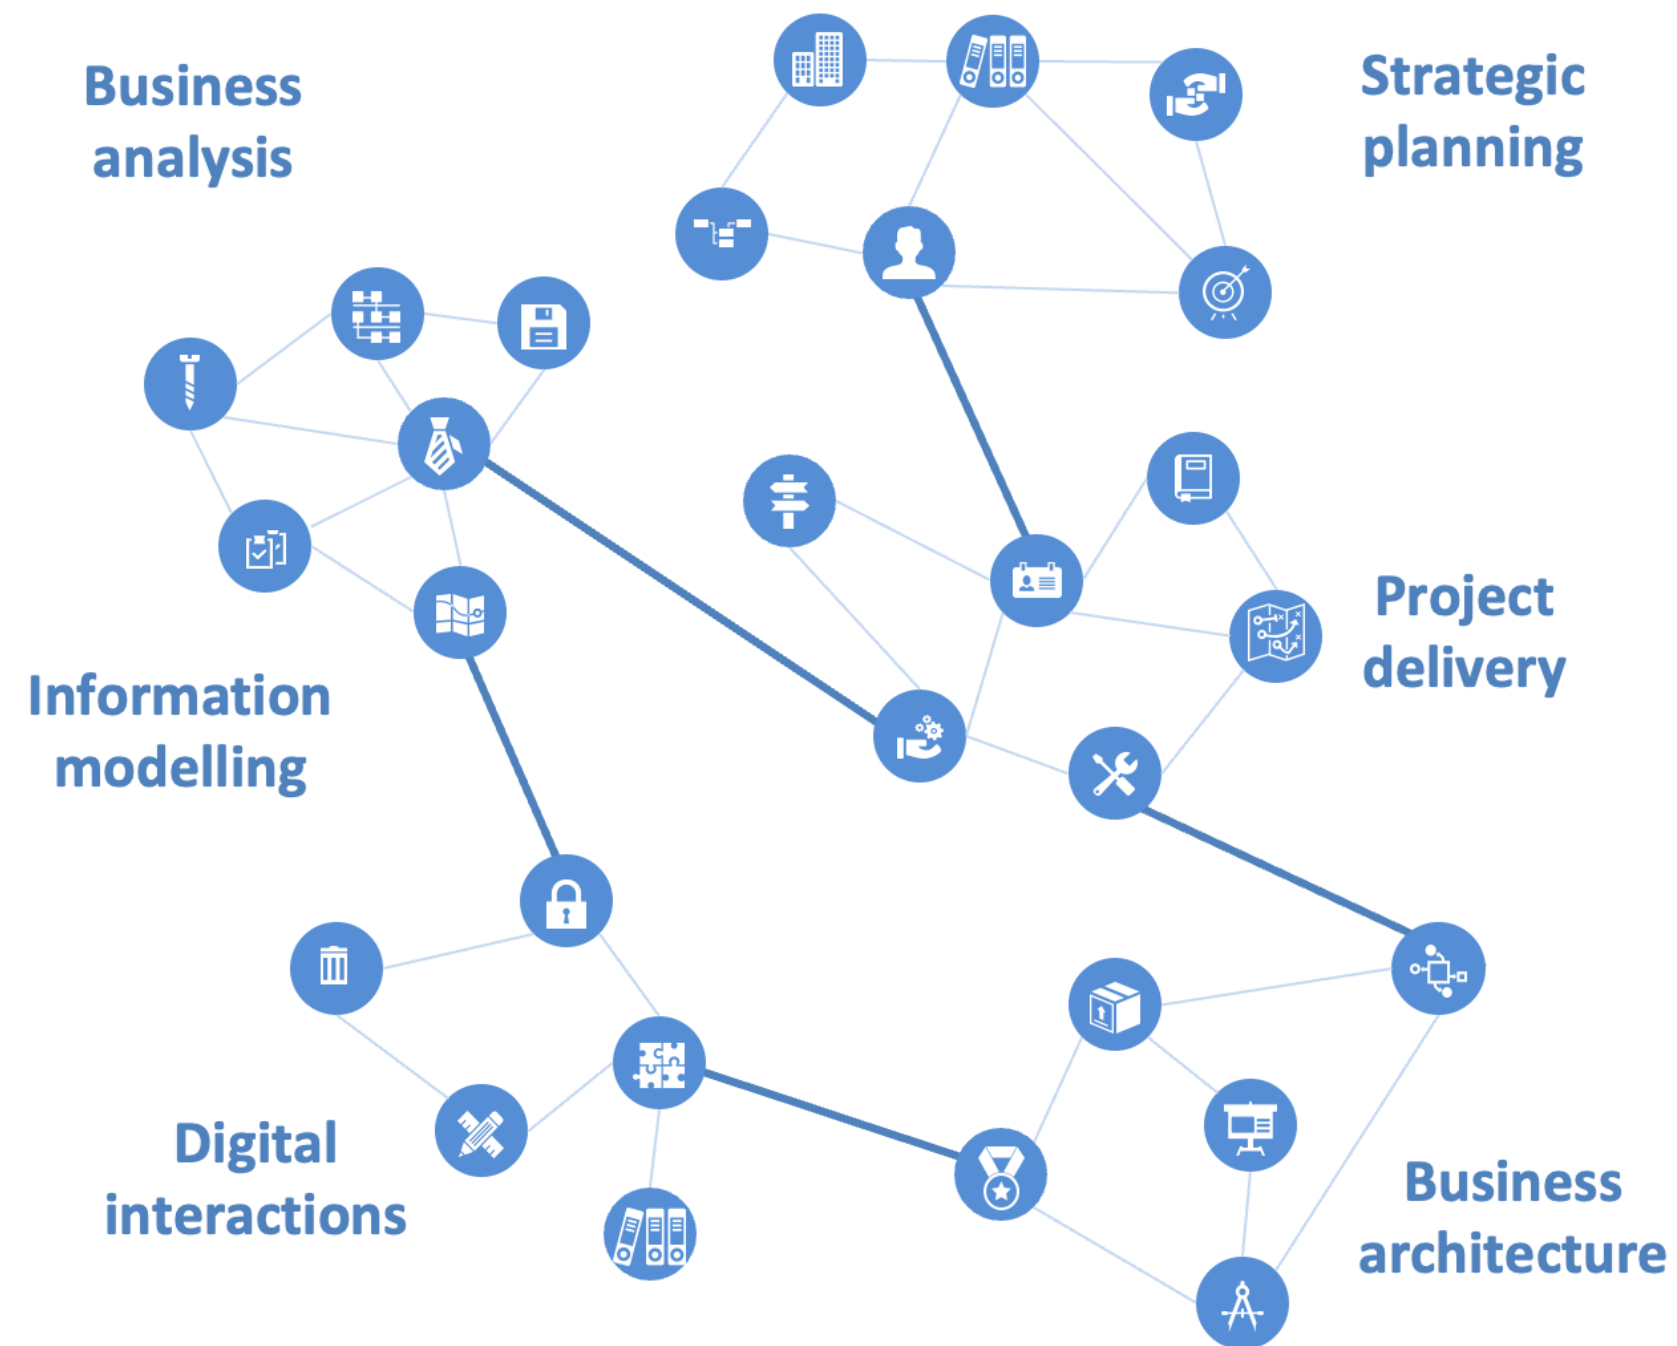 Business
analysis
Strategic
planning
Project
delivery
Information
modelling
Digital
interactions
Business
architecture